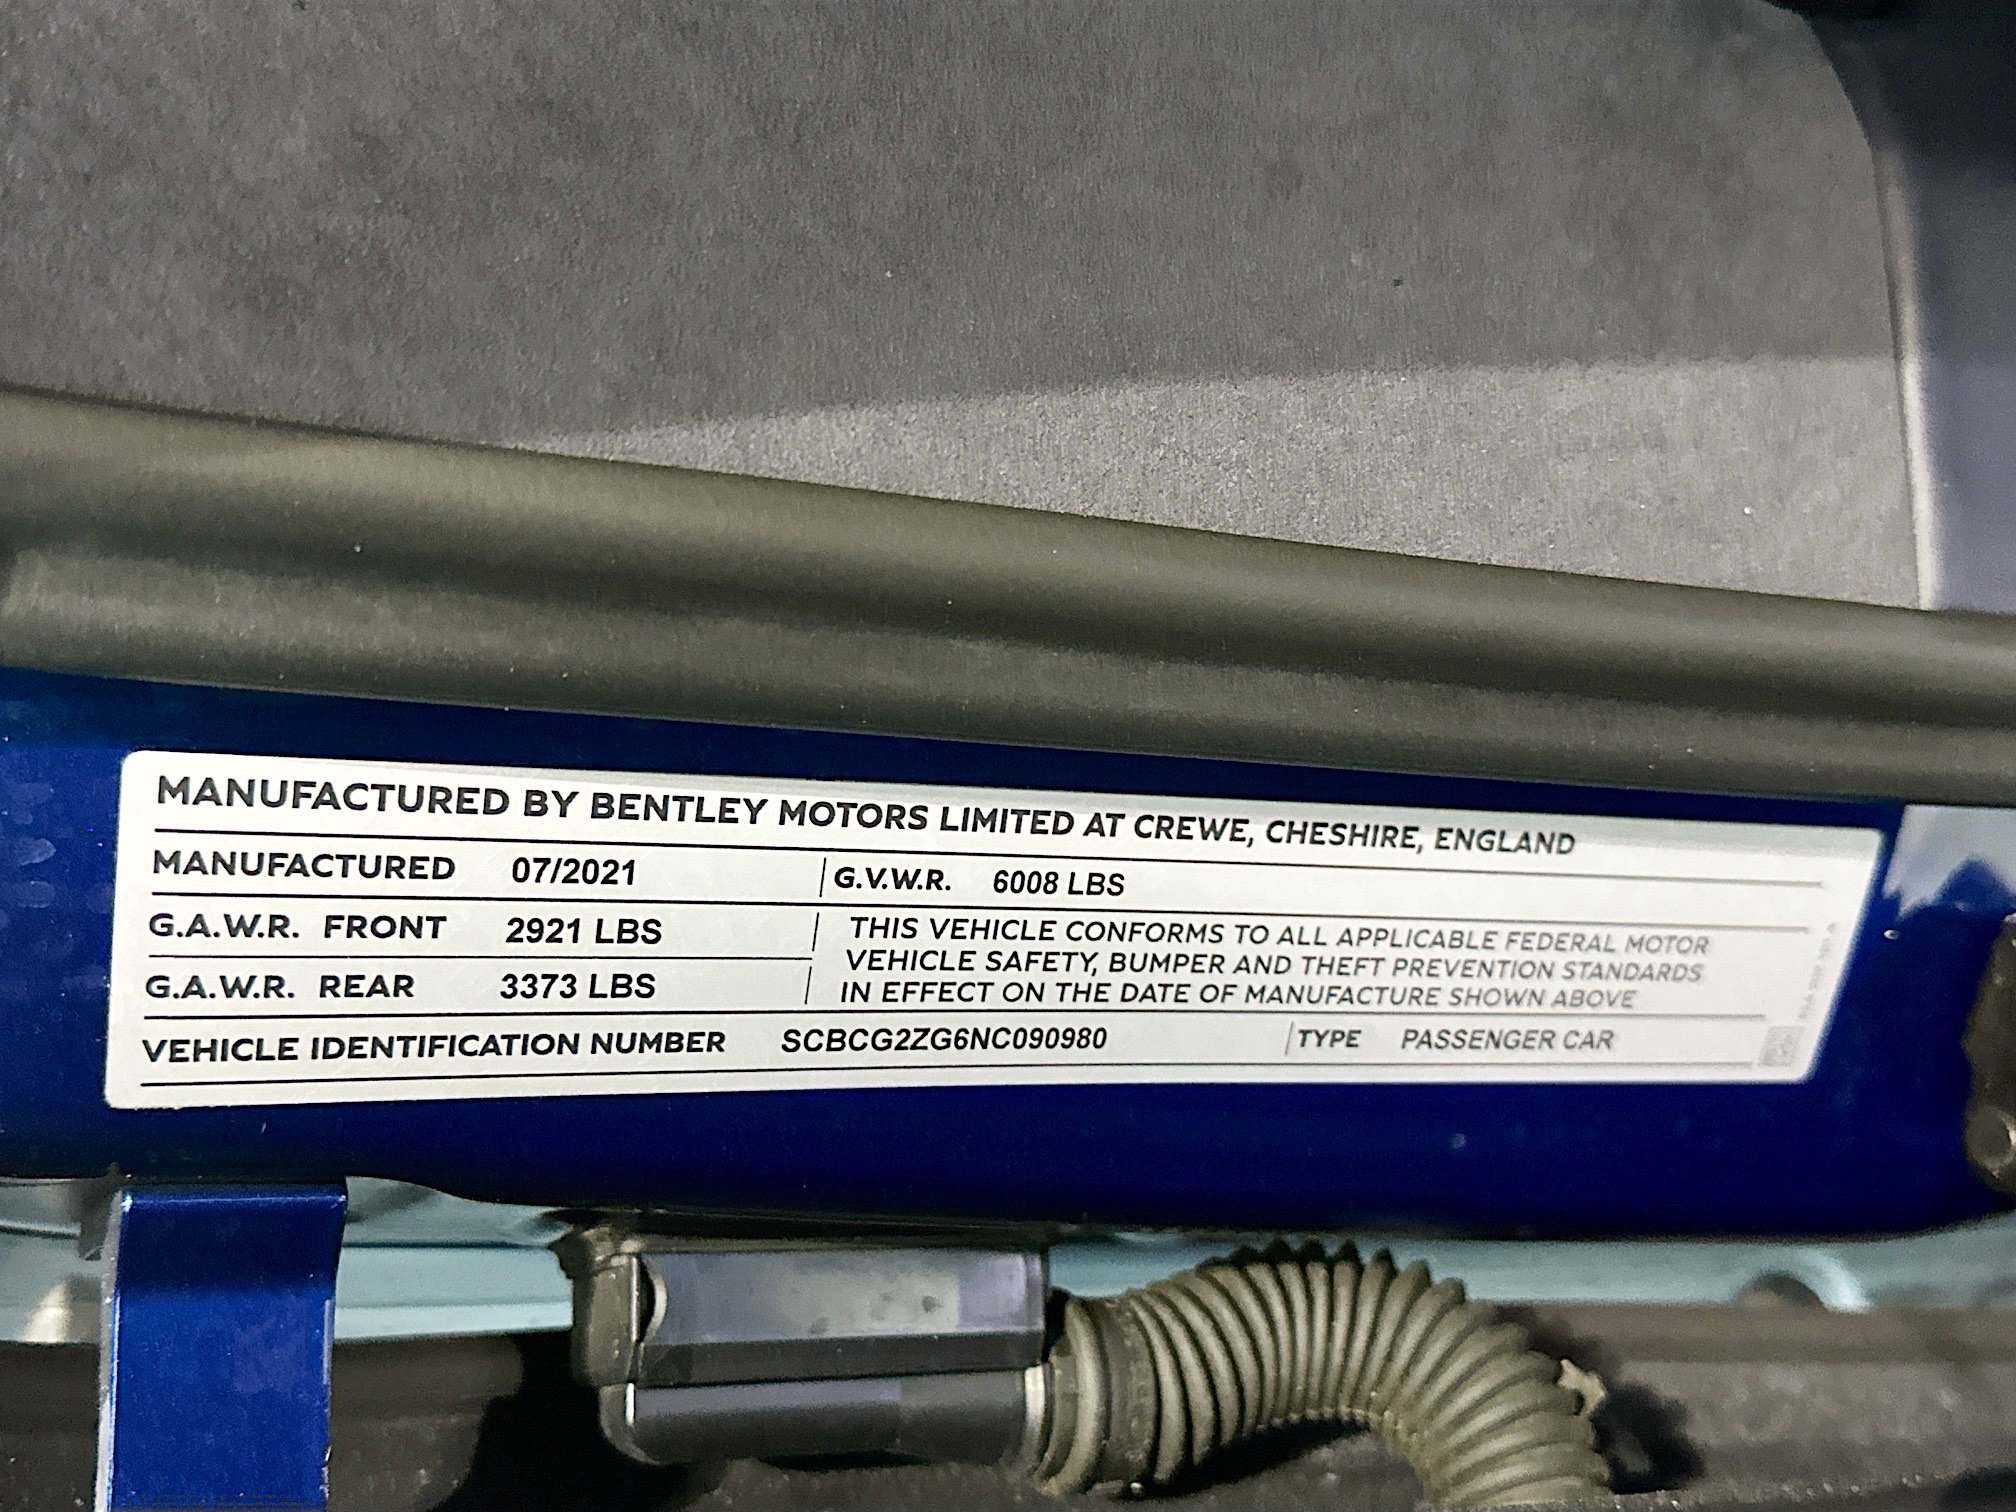 MANUFACTURED BY BENTLEY MOTORS LIMITED AT CREWE, CHESHIRE, ENGLAND
MANUFACTURED 07/2021 G.V.W.R. 6008 LBS
G.A.W.R. FRONT 2921 LBS
G.A.W.R. REAR 3373 LBS
THIS VEHICLE CONFORMS TO ALL APPLICABLE FEDERAL MOTOR
VEHICLE SAFETY, BUMPER AND THEFT PREVENTION STANDARDS
IN EFFECT ON THE DATE OF MANUFACTURE SHOWN ABOVE
VEHICLE IDENTIFICATION NUMBER SCBCG2ZG6NC090980 TYPE PASSENGER CAR